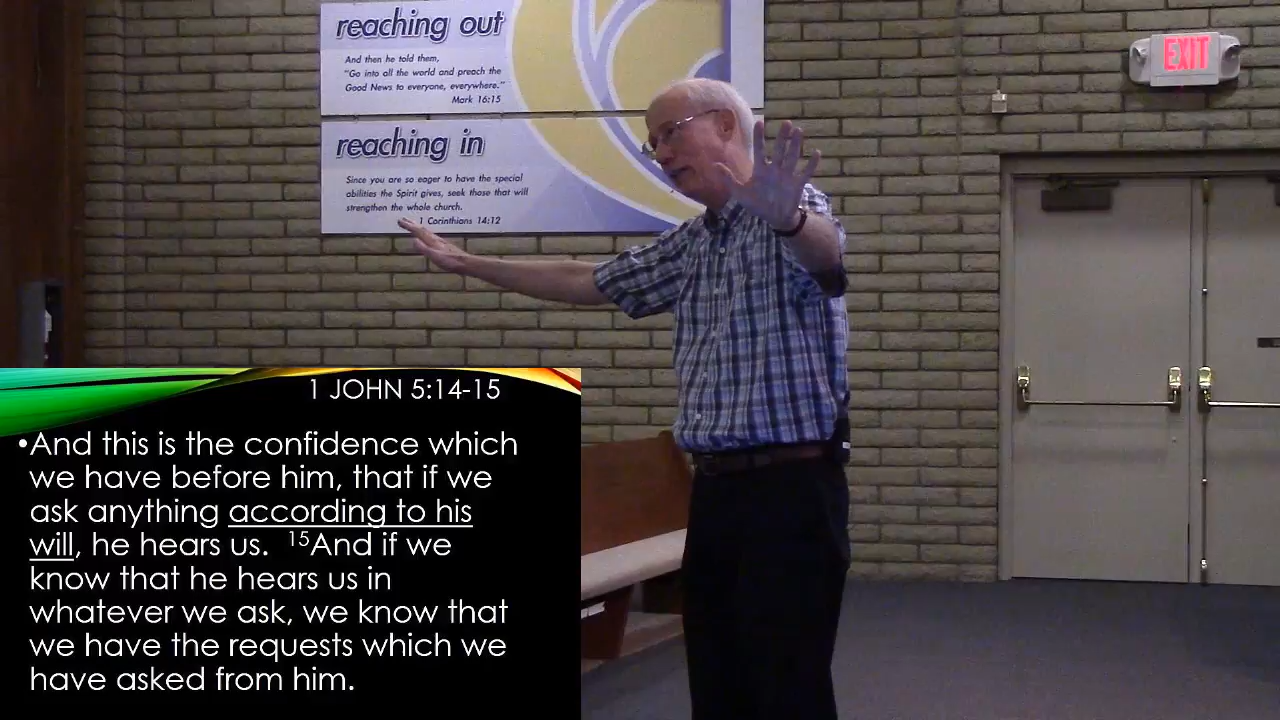 reaching out
And then he told them,
"Go into all the world and preach the
Good News to everyone, everywhere."
Mark 16:15
reaching in
Since you are so eager to have the special
abilities the Spirit gives, seek those that will
strengthen the whole church.
1 Corinthians 14:12
EXIT
1 JOHN 5:14-15
•And this is the confidence which
we have before him, that if we
ask anything according to his
will, he hears us. 15And if we
know that he hears us in
whatever we ask, we know that
we have the requests which we
have asked from him.